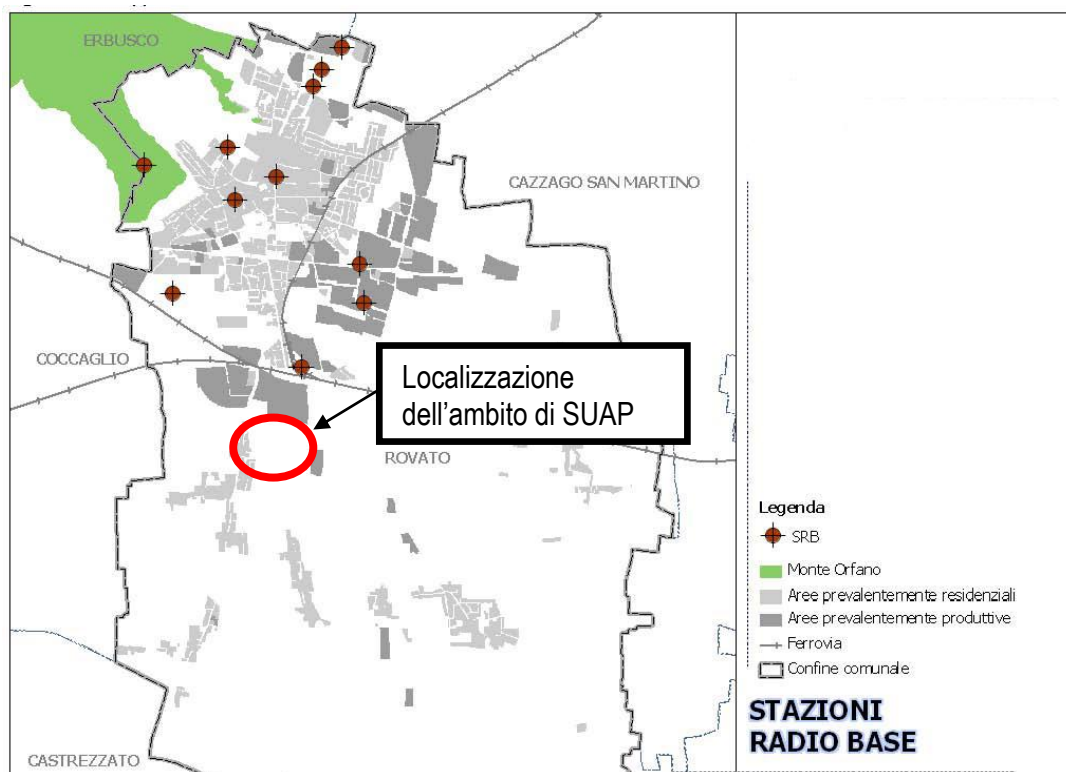 ERBUSCO
CAZZAGO SAN MARTINO
COCCAGLIO
Localizzazione
dell'ambito di SUAP
ROVATO
CASTREZZATO
Legenda
SRB
Monte Orfano
Aree prevalentemente residenziali
Aree prevalentemente produttive
Ferrovia
Confine comunale
STAZIONI
RADIO BASE